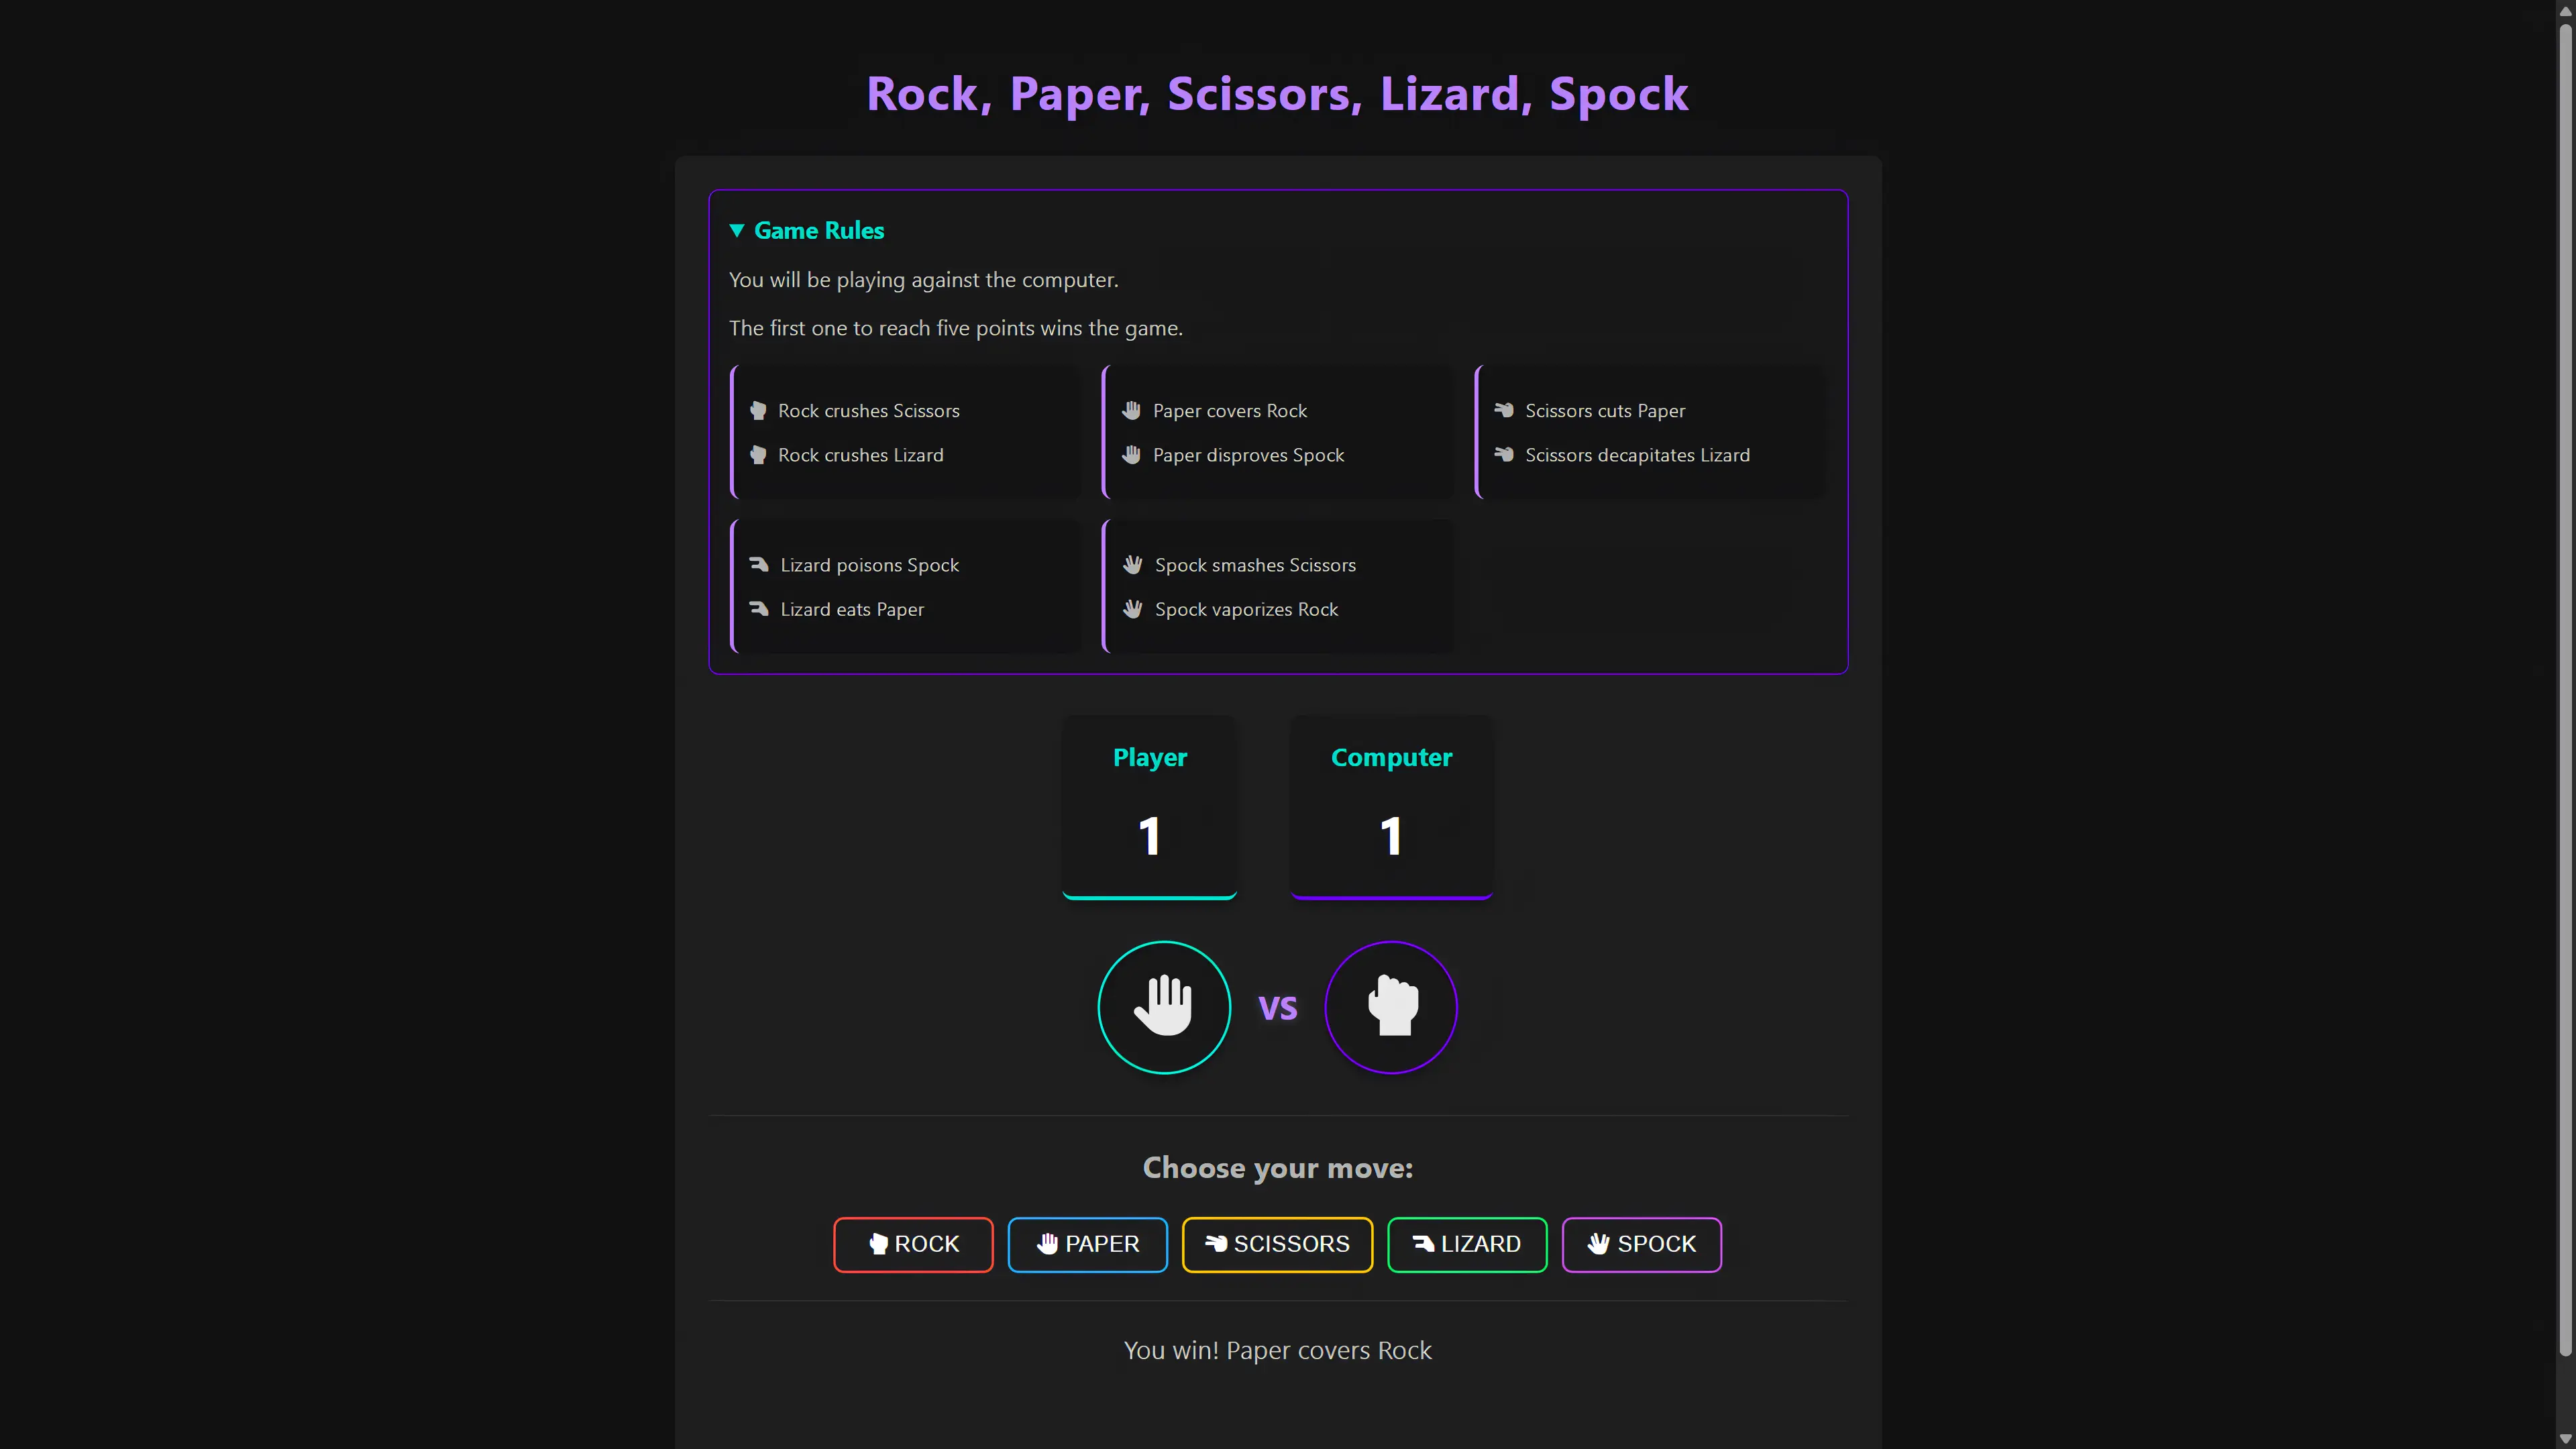 Rock, Paper, Scissors, Lizard, Spock
Game Rules
You will be playing against the computer.
The first one to reach five points wins the game.
Rock crushes Scissors
Rock crushes Lizard
Paper covers Rock
Paper disproves Spock
Scissors cuts Paper
Scissors decapitates Lizard
Lizard poisons Spock
Lizard eats Paper
Spock smashes Scissors
Spock vaporizes Rock
Player
1
Computer
1
VS
Choose your move:
ROCK
PAPER
SCISSORS
LIZARD
SPOCK
You win! Paper covers Rock